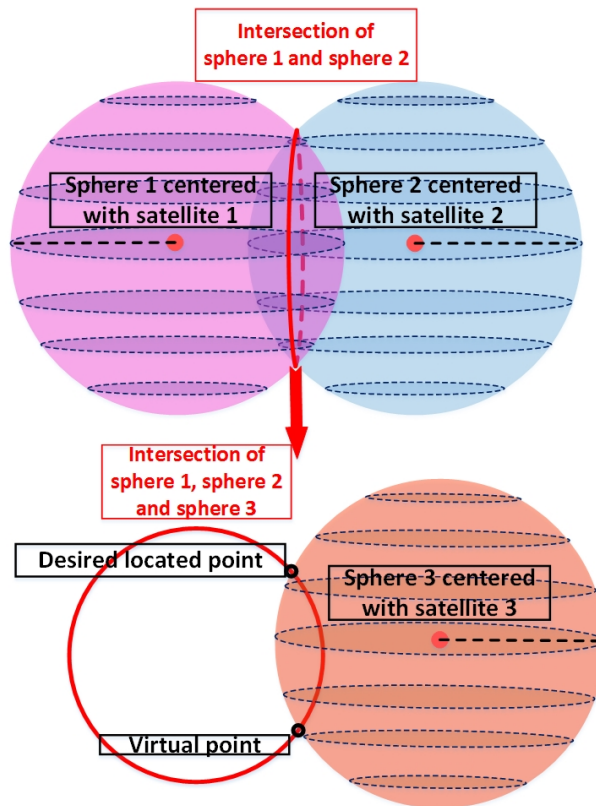 Intersection of
sphere 1 and sphere 2
Sphere 1 centered
with satellite 1
Sphere 2 centered
with satellite 2
Intersection of
sphere 1, sphere 2
and sphere 3
Desired located point
Sphere 3 centered
with satellite 3
Virtual point